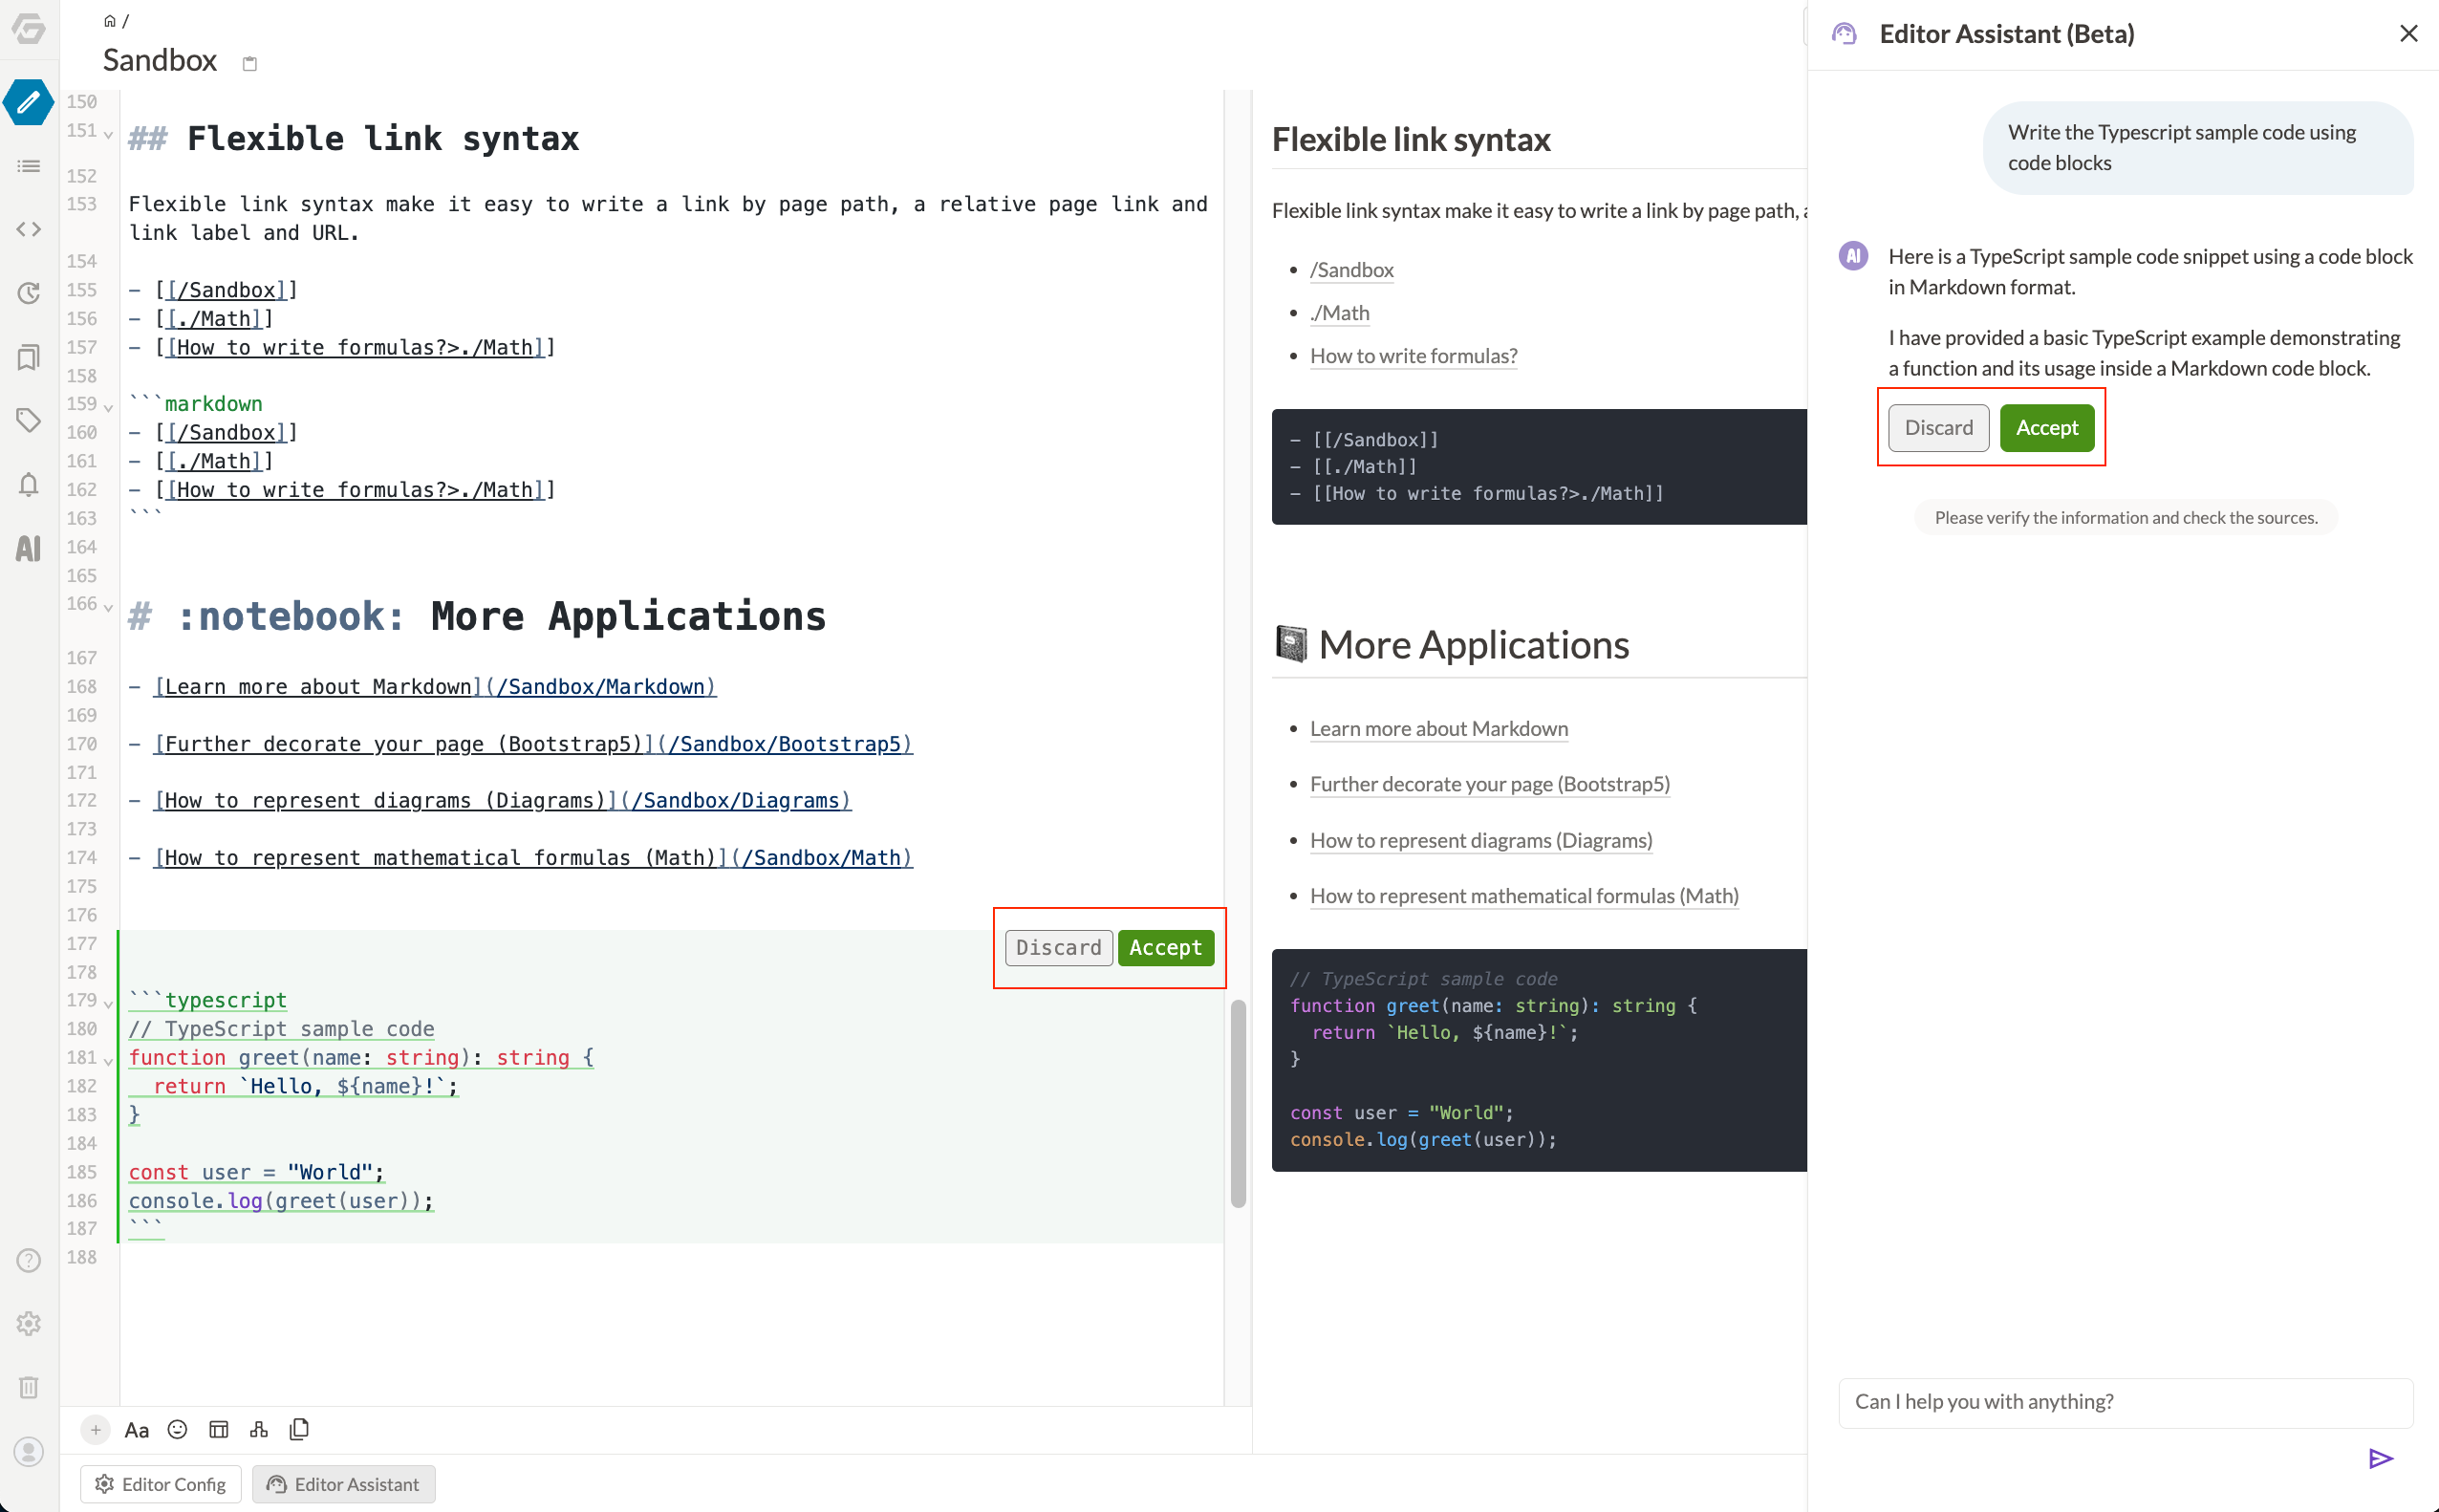 /
Sandbox
150
151 ## Flexible link syntax
152
153 Flexible link syntax make it easy to write a link by page path, a relative page link and
link label and URL.
154
155 - [[/Sandbox]]
156 - [[./Math]]
157 - [[How to write formulas?>./Math]]
158
159 ```markdown
160 - [[/Sandbox]]
161 - [[./Math]]
162 - [[How to write formulas?>./Math]]
163 ```
164
165
166 # :notebook: More Applications
167
168 - [Learn more about Markdown](/Sandbox/Markdown)
169
170 - [Further decorate your page (Bootstrap5)](/Sandbox/Bootstrap5)
171
172 - [How to represent diagrams (Diagrams)](/Sandbox/Diagrams)
173
174 - [How to represent mathematical formulas (Math)](/Sandbox/Math)
175
176
177
Discard Accept
178
179 ```typescript
180 // TypeScript sample code
181 function greet(name: string): string {
182   return `Hello, ${name}!`;
183 }
184
185 const user = "World";
186 console.log(greet(user));
187 ```
188
AI
Aa
Editor Config
Editor Assistant
Flexible link syntax
Flexible link syntax make it easy to write a link by page path,
• /Sandbox
• ./Math
• How to write formulas?
- [[/Sandbox]]
- [[./Math]]
- [[How to write formulas?>./Math]]
More Applications
• Learn more about Markdown
• Further decorate your page (Bootstrap5)
• How to represent diagrams (Diagrams)
• How to represent mathematical formulas (Math)
// TypeScript sample code
function greet(name: string): string {
  return `Hello, ${name}!`;
}
const user = "World";
console.log(greet(user));
Editor Assistant (Beta)
Write the Typescript sample code using
code blocks
AI
Here is a TypeScript sample code snippet using a code block
in Markdown format.
I have provided a basic TypeScript example demonstrating
a function and its usage inside a Markdown code block.
Discard Accept
Please verify the information and check the sources.
Can I help you with anything?